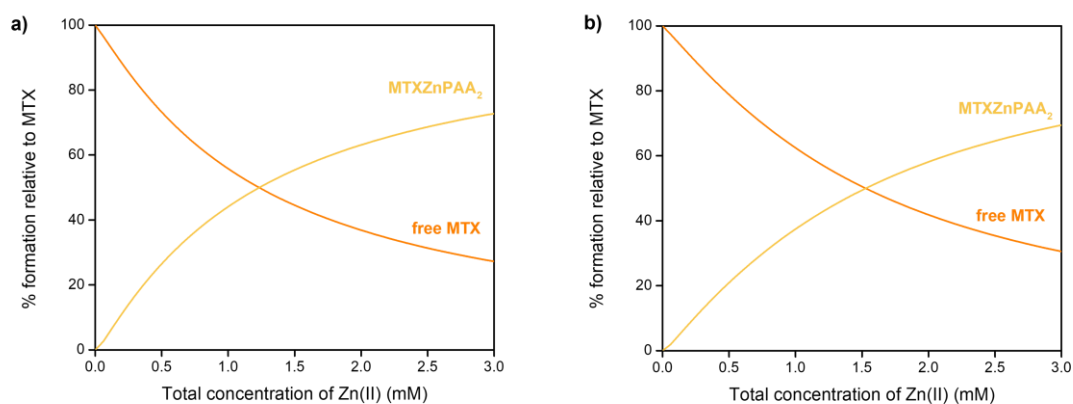 a)
% formation relative to MTX
100
80
60
40
20
0
MTXZnPAA₂
free MTX
0.0 0.5 1.0 1.5 2.0 2.5 3.0
Total concentration of Zn(II) (mM)
b)
% formation relative to MTX
100
80
60
40
20
0
MTXZnPAA₂
free MTX
0.0 0.5 1.0 1.5 2.0 2.5 3.0
Total concentration of Zn(II) (mM)